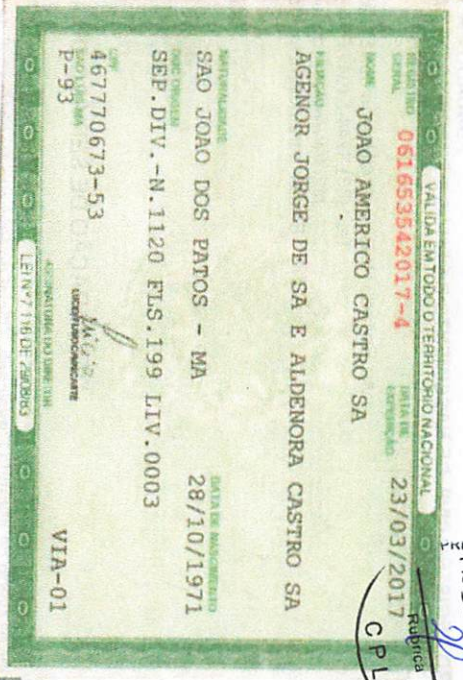 VÁLIDA EM TODO O TERRITÓRIO NACIONAL
REGISTRO GERAL 061653542017-4 DATA DE EXPEDIÇÃO 23/03/2017
NOME JOAO AMERICO CASTRO SA
FILIAÇÃO
AGENOR JORGE DE SA E ALDENORA CASTRO SA
NATURALIDADE DATA DE NASCIMENTO
SAO JOAO DOS PATOS - MA 28/10/1971
DOC ORIGEM
SEP.DIV.-N.1120 FLS.199 LIV.0003
CPF
467770673-53
P-93 VIA-01
ASSINATURA DO DIRETOR
LEI Nº 7.116 DE 29/08/83
Rubrica
CPL